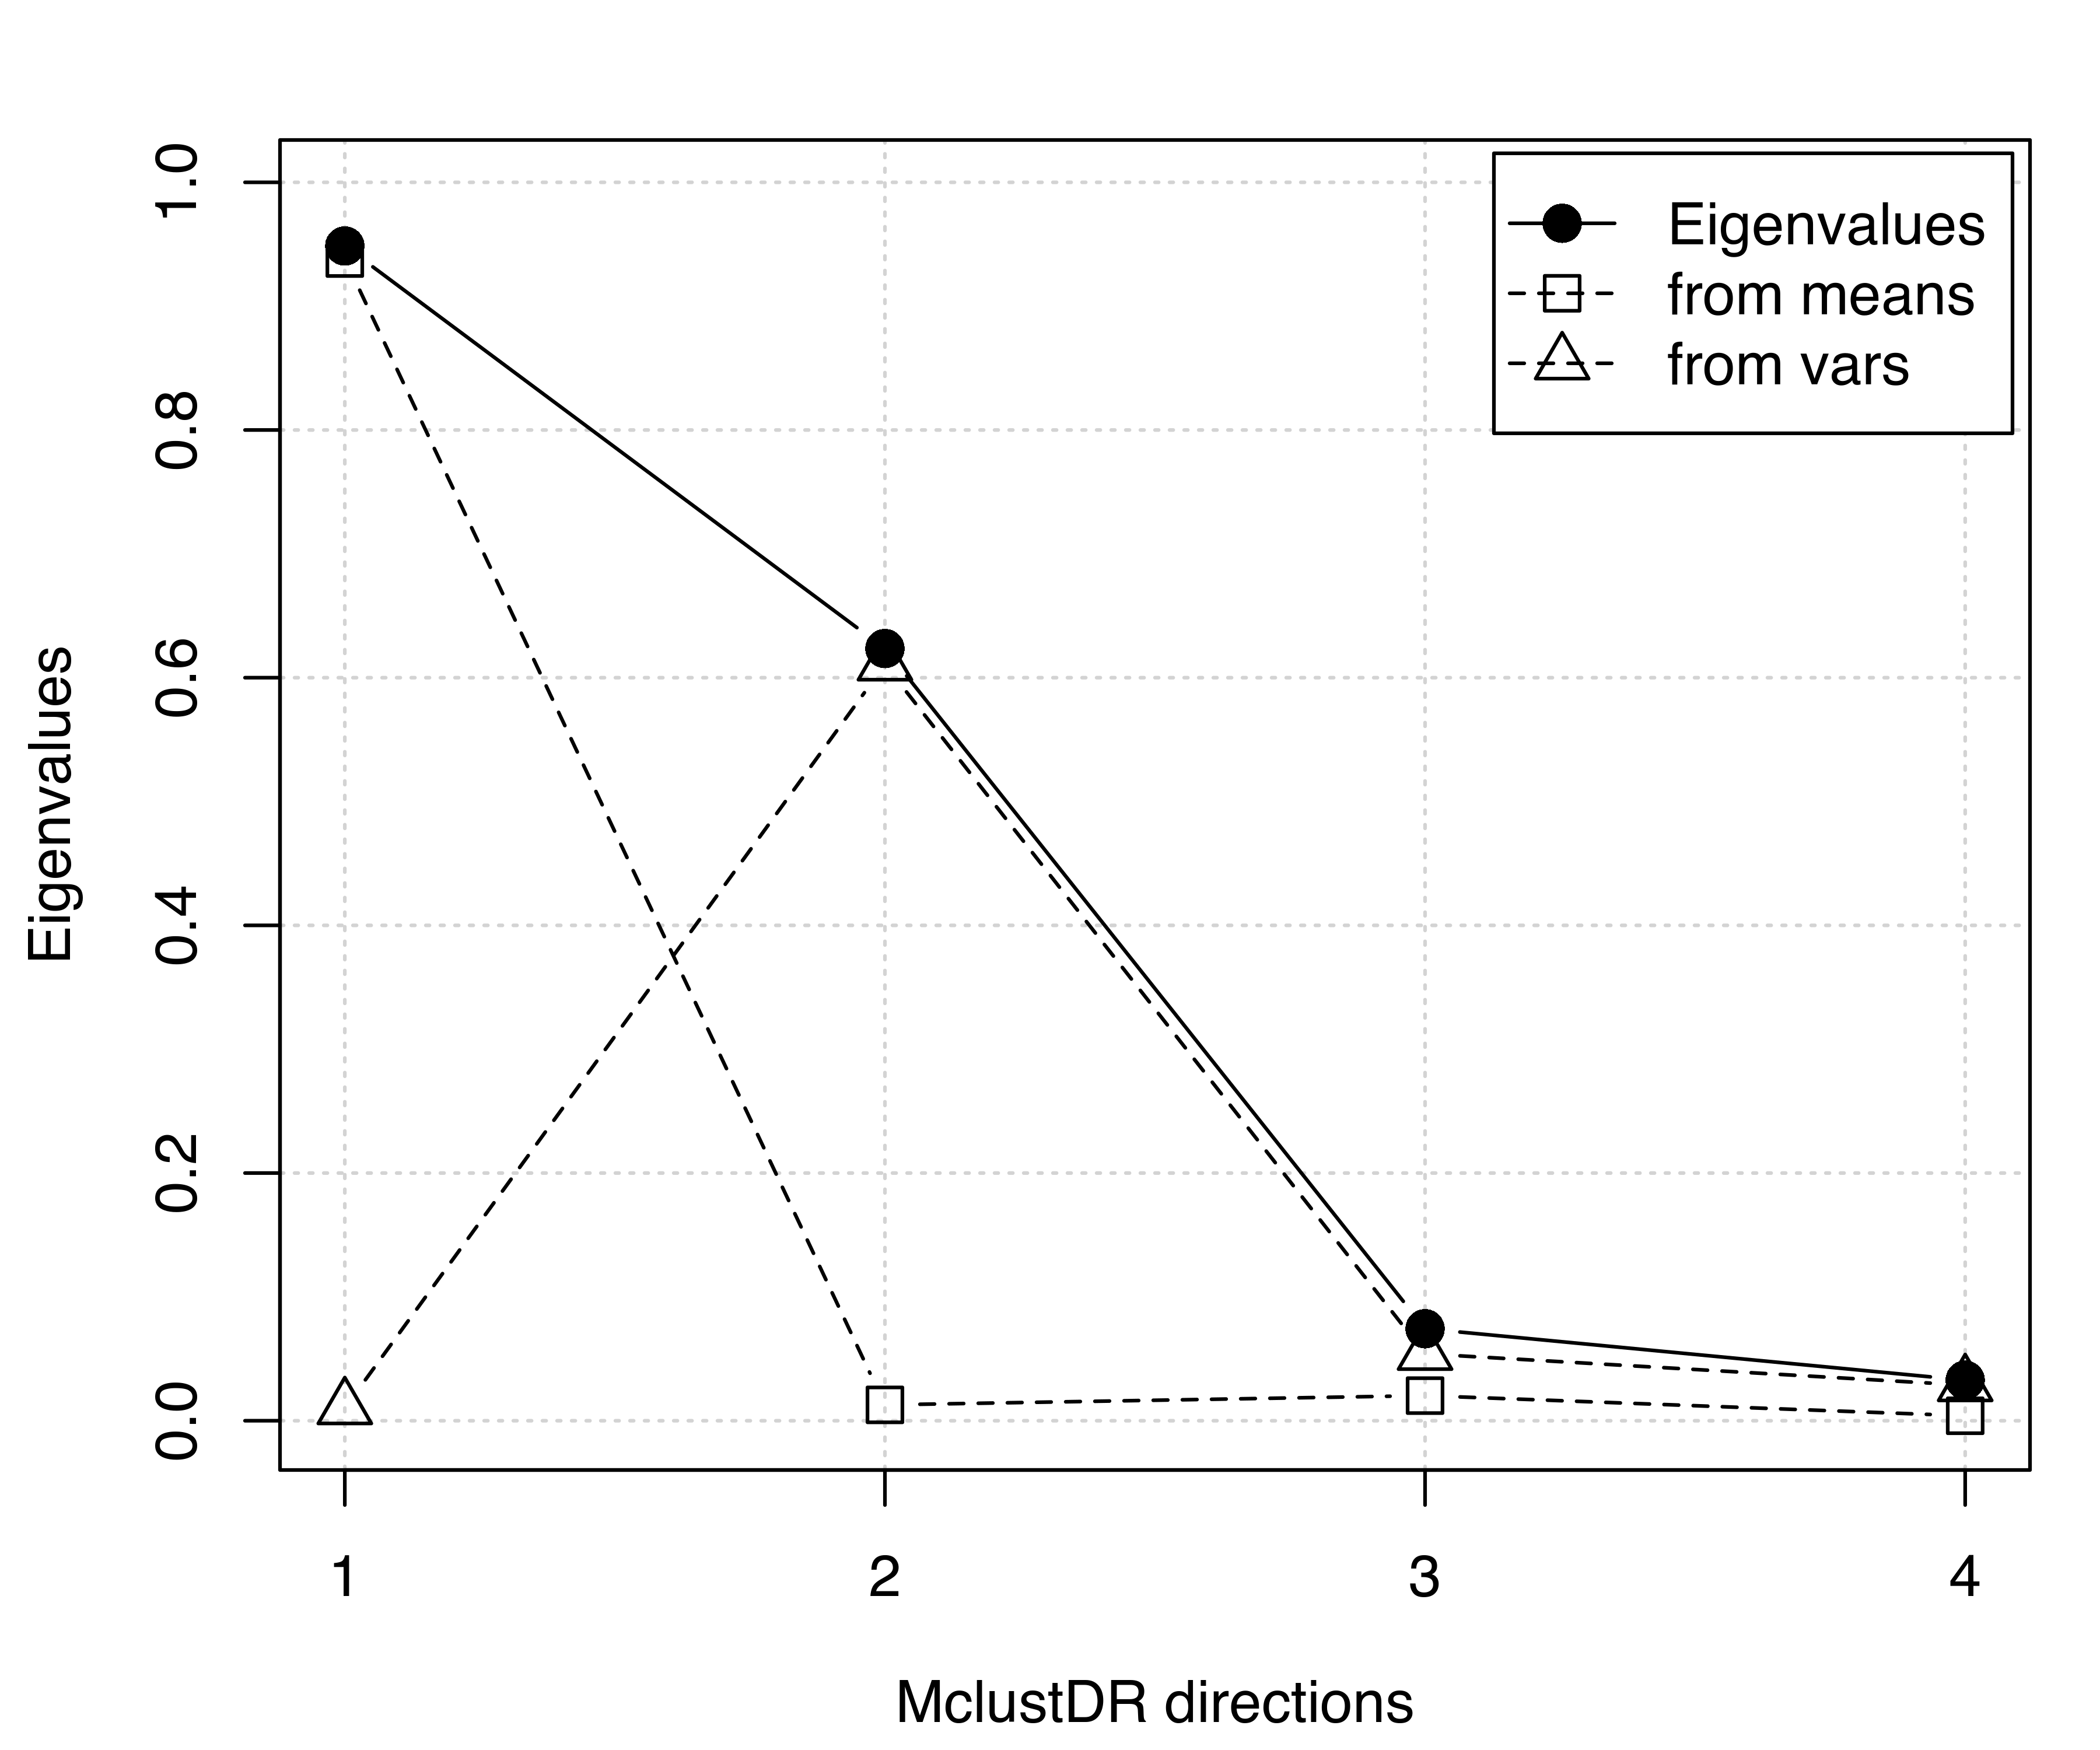 Eigenvalues
from means
from vars
1.0
0.8
0.6
0.4
0.2
0.0
Eigenvalues
1 2 3 4
MclustDR directions